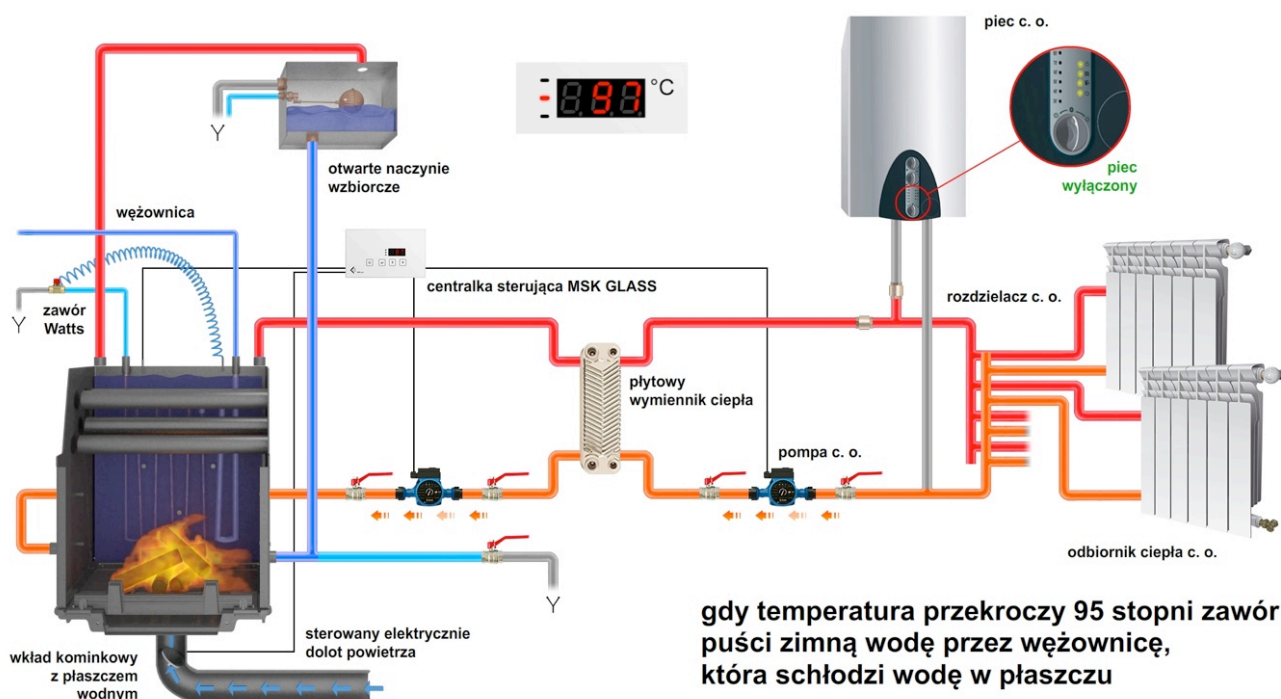 piec c. o.
97 °C
piec
wyłączony
otwarte naczynie
wzbiorcze
wężownica
centralka sterująca MSK GLASS
rozdzielacz c. o.
zawór
Watts
płytowy
wymiennik ciepła
pompa c. o.
odbiornik ciepła c. o.
sterowany elektrycznie
dolot powietrza
wkład kominkowy
z płaszczem
wodnym
gdy temperatura przekroczy 95 stopni zawór
puści zimną wodę przez wężownicę,
która schłodzi wodę w płaszczu